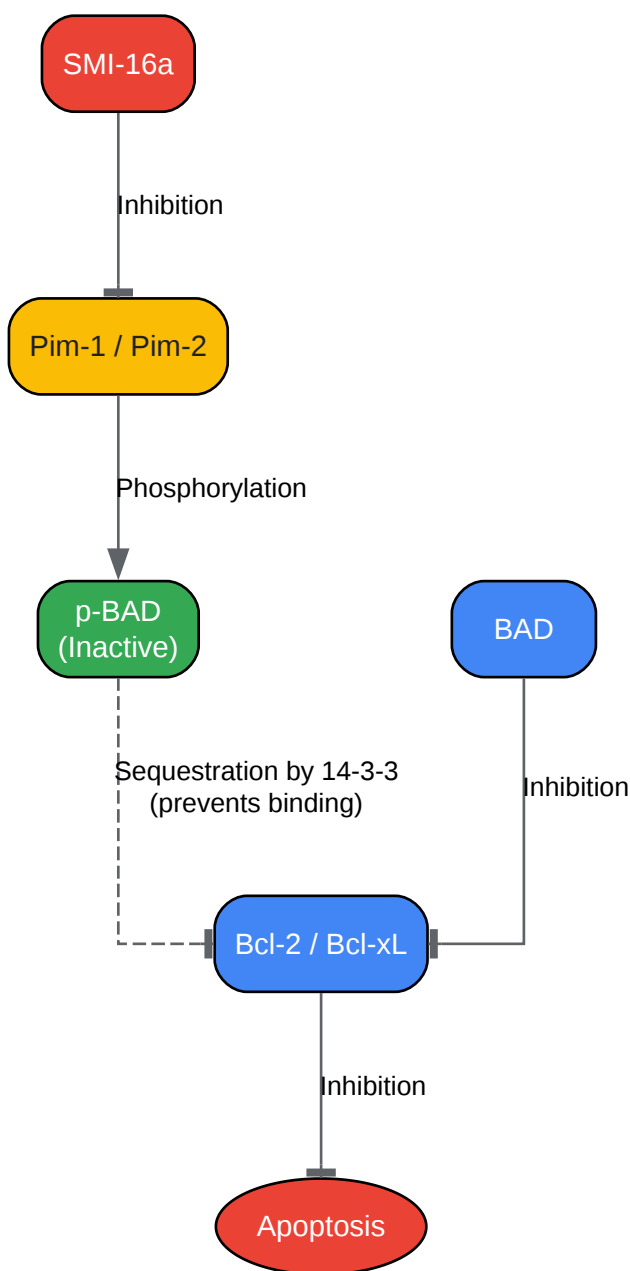 SMI-16a
Inhibition
Pim-1 / Pim-2
Phosphorylation
p-BAD
(Inactive)
BAD
Sequestration by 14-3-3
(prevents binding)
Inhibition
Bcl-2 / Bcl-xL
Inhibition
Apoptosis